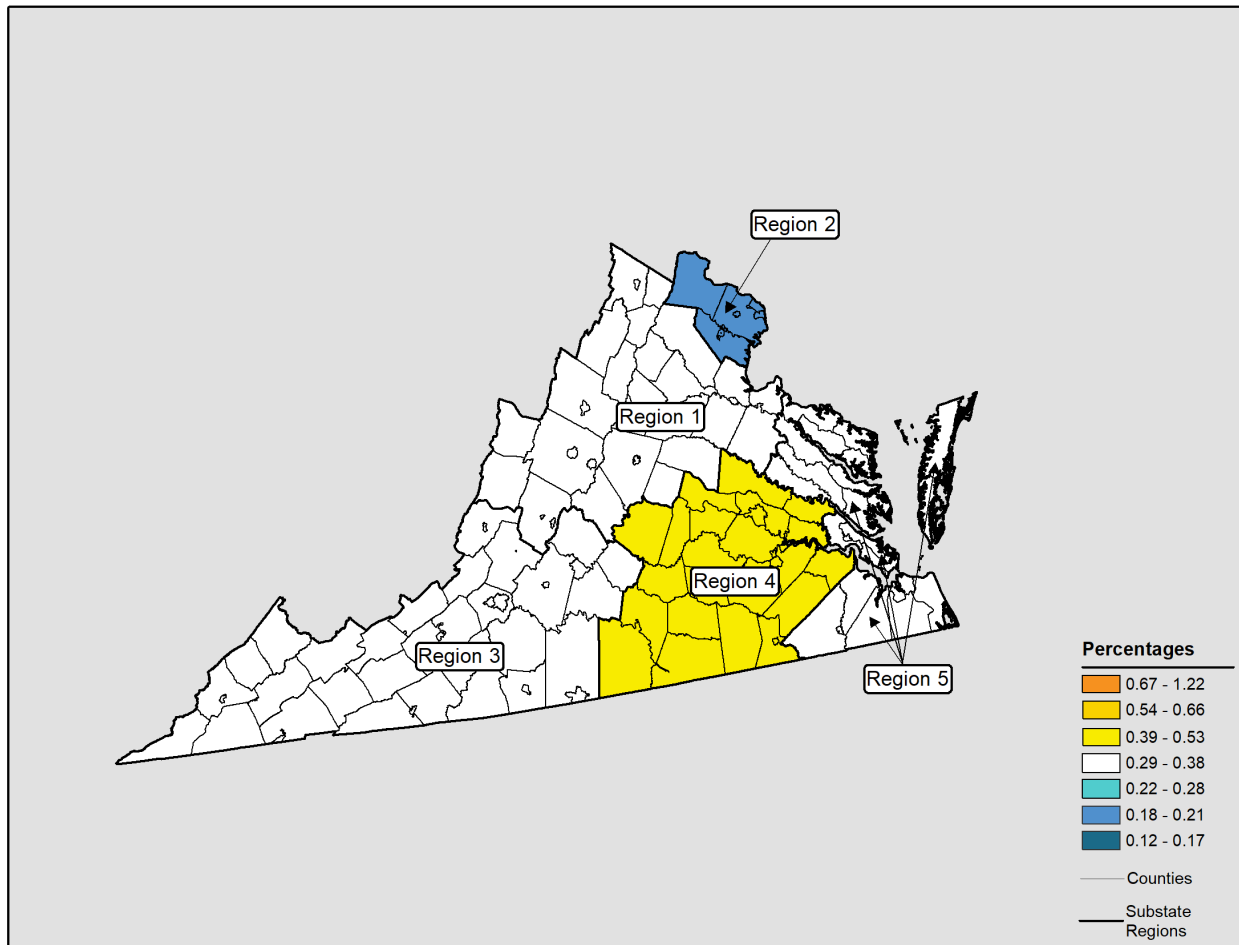 Region 2
Region 1
Region 4
Region 3
Region 5
Percentages
0.67 - 1.22
0.54 - 0.66
0.39 - 0.53
0.29 - 0.38
0.22 - 0.28
0.18 - 0.21
0.12 - 0.17
Counties
Substate
Regions